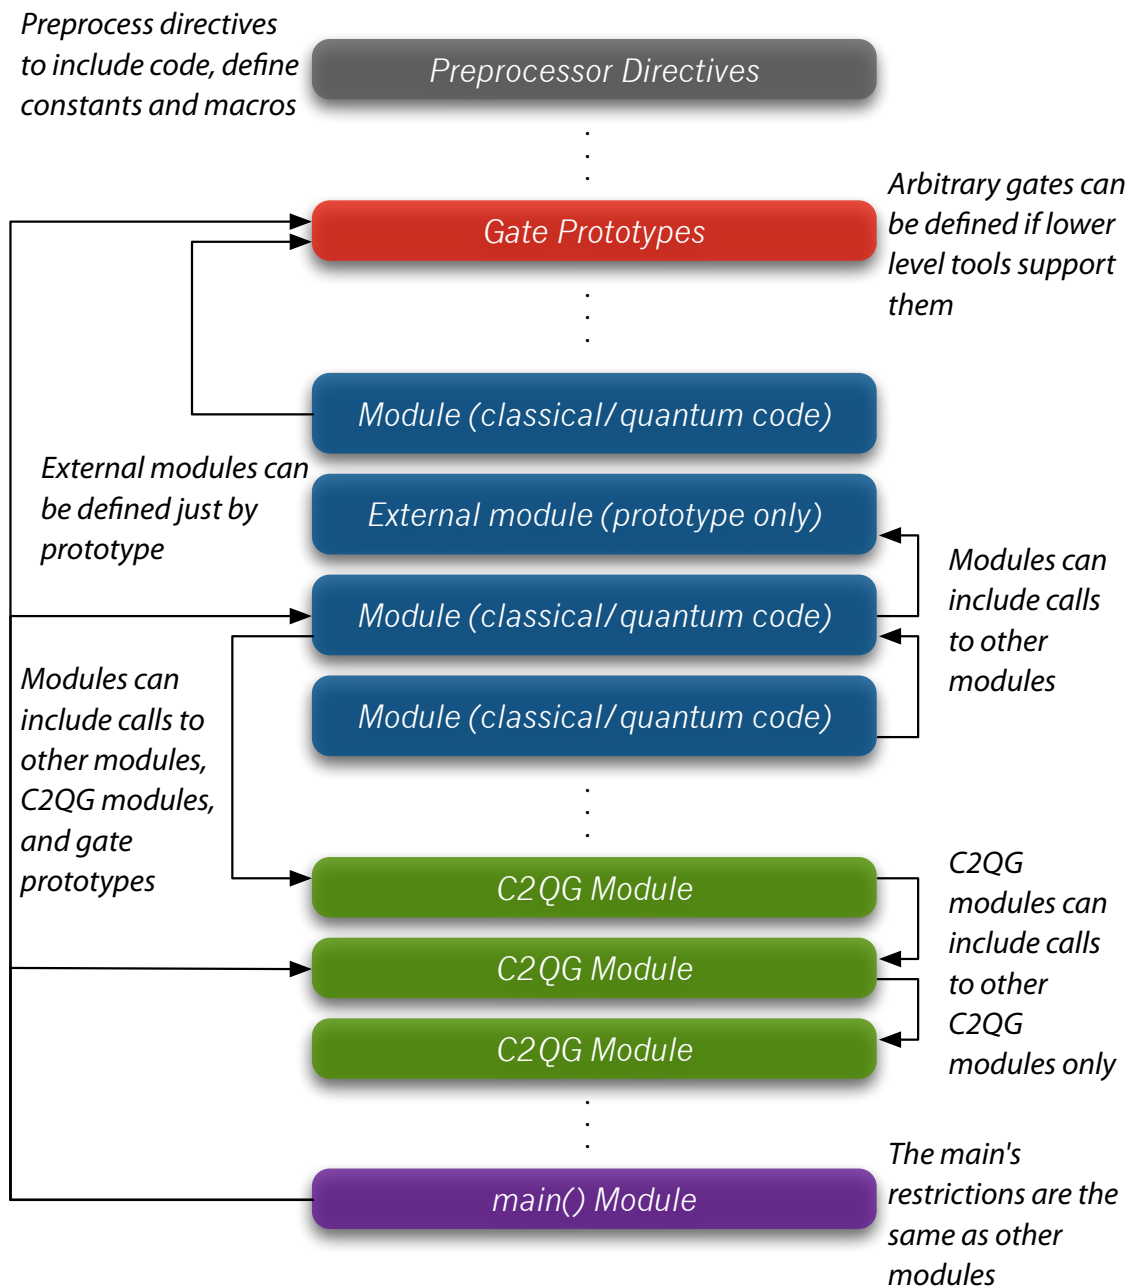 Preprocess directives
to include code, define
constants and macros
Preprocessor Directives
Gate Prototypes
Arbitrary gates can
be defined if lower
level tools support
them
Module (classical/quantum code)
External modules can
be defined just by
prototype
External module (prototype only)
Module (classical/quantum code)
Modules can
include calls
to other
modules
Modules can
include calls to
other modules,
C2QG modules,
and gate
prototypes
Module (classical/quantum code)
C2QG Module
C2QG Module
C2QG Module
C2QG
modules can
include calls
to other
C2QG
modules only
main() Module
The main's
restrictions are the
same as other
modules